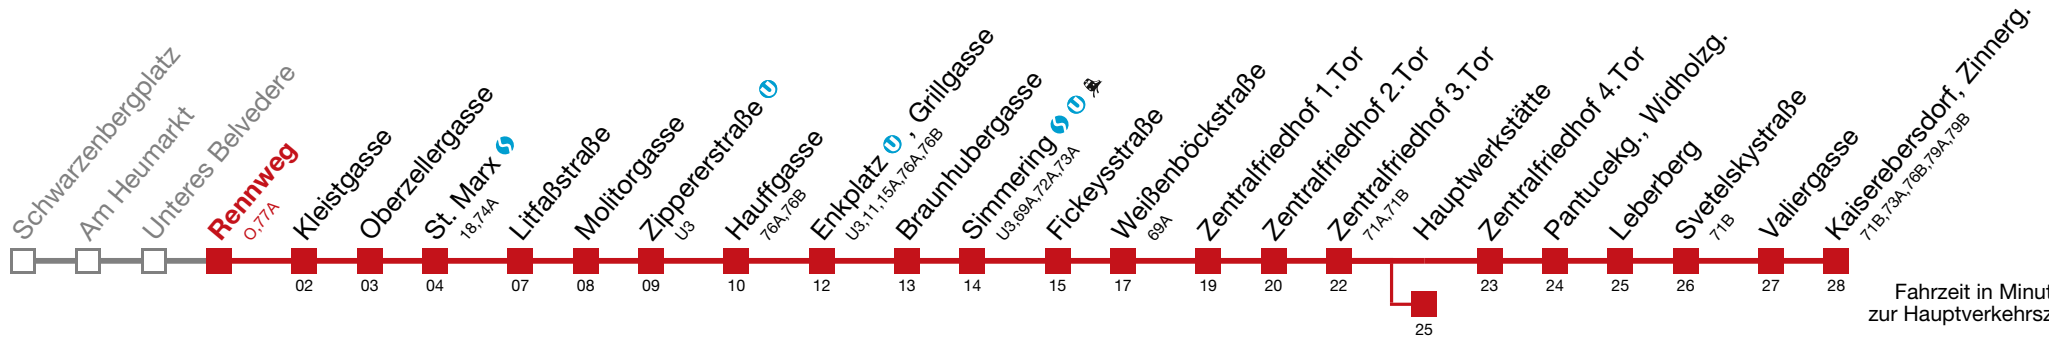 Schwarzenbergplatz
Am Heumarkt
Unteres Belvedere
Rennweg
O,77A
Kleistgasse
Oberzellergasse
St. Marx
18,74A
Litfaßstraße
Molitorgasse
Zippererstraße U
U3
Hauffgasse
76A,76B
Enkplatz U , Grillgasse
U3,11,15A,76A,76B
Braunhubergasse
Simmering U
U3,69A,72A,73A
Fickeysstraße
Weißenböckstraße
69A
Zentralfriedhof 1.Tor
Zentralfriedhof 2.Tor
Zentralfriedhof 3.Tor
71A,71B
Hauptwerkstätte
Zentralfriedhof 4.Tor
Pantucekg., Widholzg.
Leberberg
Svetelskystraße
71B
Valiergasse
Kaiserebersdorf, Zinnerg.
71B,73A,76B,79A,79B
02 03 04 07 08 09 10 12 13 14 15 17 19 20 22 23 24 25 26 27 28
25
Fahrzeit in Minut
zur Hauptverkehrsz